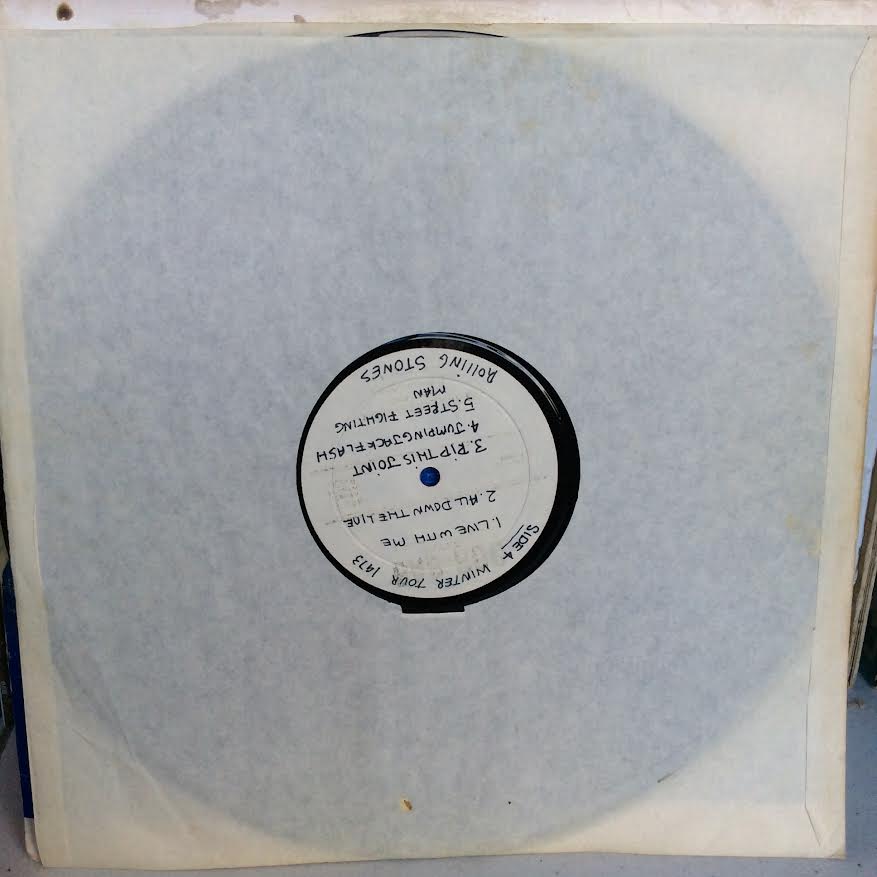 WINTER TOUR 1973
SIDE 4
1. LIVE WITH ME
2. ALL DOWN THE LINE
3. RIP THIS JOINT
4. JUMPING JACK FLASH
5. STREET FIGHTING
MAN
ROLLING STONES